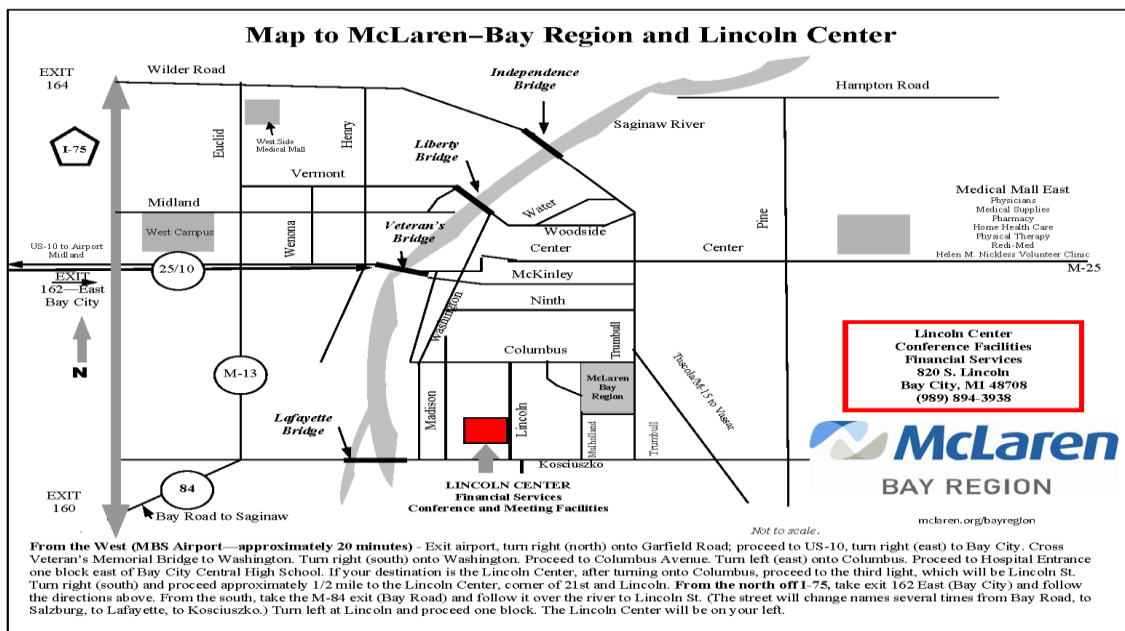 Map to McLaren–Bay Region and Lincoln Center
EXIT
164
Wilder Road
Independence
Bridge
Hampton Road
I-75
Euclid
West Side
Medical Mall
Henry
Liberty
Bridge
Saginaw River
Vermont
Midland
West Campus
Wenona
Veteran's
Bridge
Water
Woodside
Center
Center
Pine
Medical Mall East
Physicians
Medical Supplies
Pharmacy
Home Health Care
Physical Therapy
Redi-Med
Helen M. Nickless Volunteer Clinic
M-25
US-10 to Airport
Midland
25/10
EXIT
162—East
Bay City
McKinley
Ninth
Washington
Columbus
Trumbull
N
M-13
Lafayette
Bridge
Madison
Lincoln
McLaren
Bay
Region
Mulholland
Trumbull
Tuscola/M-15 to Vassar
Kosciuszko
Lincoln Center
Conference Facilities
Financial Services
820 S. Lincoln
Bay City, MI 48708
(989) 894-3938
McLaren
BAY REGION
mclaren.org/bayregion
84
EXIT
160
Bay Road to Saginaw
LINCOLN CENTER
Financial Services
Conference and Meeting Facilities
Not to scale.
From the West (MBS Airport—approximately 20 minutes) - Exit airport, turn right (north) onto Garfield Road; proceed to US-10, turn right (east) to Bay City. Cross
Veteran's Memorial Bridge to Washington. Turn right (south) onto Washington. Proceed to Columbus Avenue. Turn left (east) onto Columbus. Proceed to Hospital Entrance
one block east of Bay City Central High School. If your destination is the Lincoln Center, after turning onto Columbus, proceed to the third light, which will be Lincoln St.
Turn right (south) and proceed approximately 1/2 mile to the Lincoln Center, corner of 21st and Lincoln. From the north off I-75, take exit 162 East (Bay City) and follow
the directions above. From the south, take the M-84 exit (Bay Road) and follow it over the river to Lincoln St. (The street will change names several times from Bay Road, to
Salzburg, to Lafayette, to Kosciuszko.) Turn left at Lincoln and proceed one block. The Lincoln Center will be on your left.